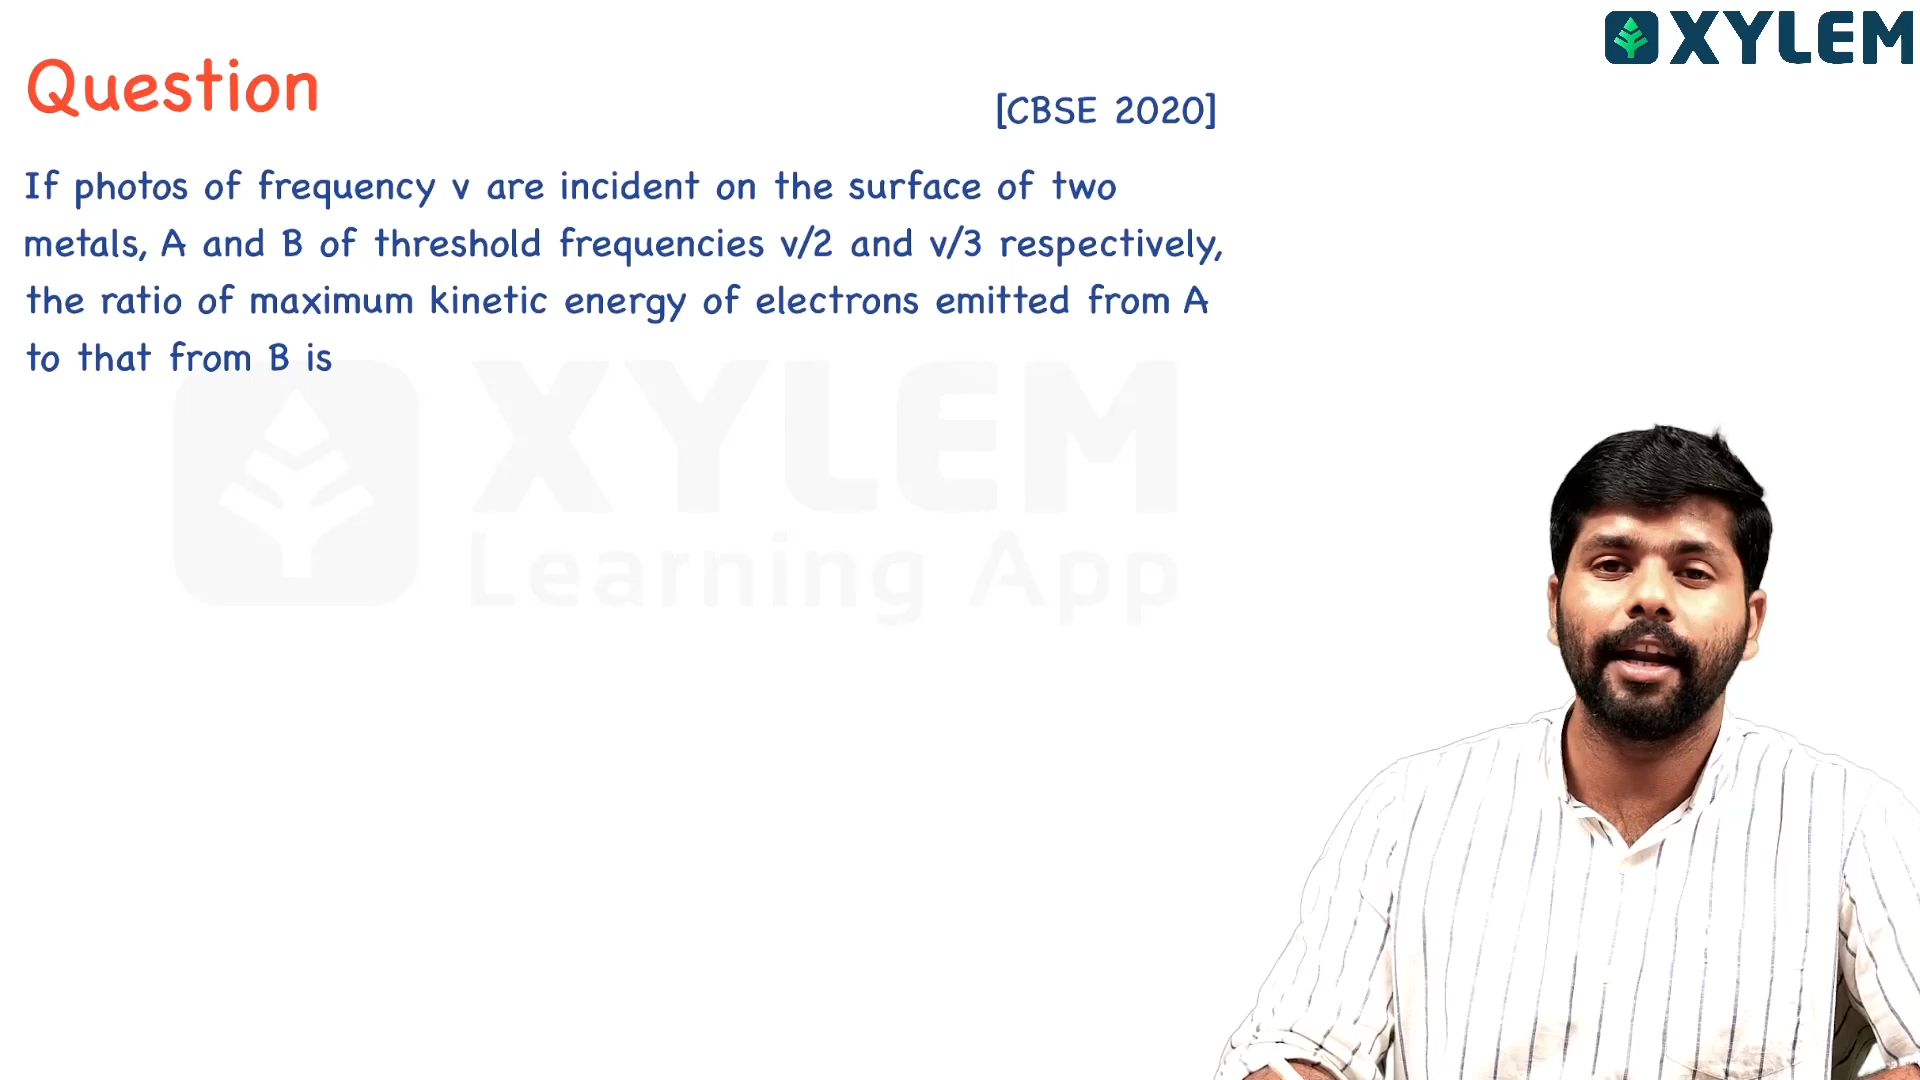 XYLEM
Question
[CBSE 2020]
If photos of frequency v are incident on the surface of two
metals, A and B of threshold frequencies v/2 and v/3 respectively,
the ratio of maximum kinetic energy of electrons emitted from A
to that from B is
XYLEM
Learning App